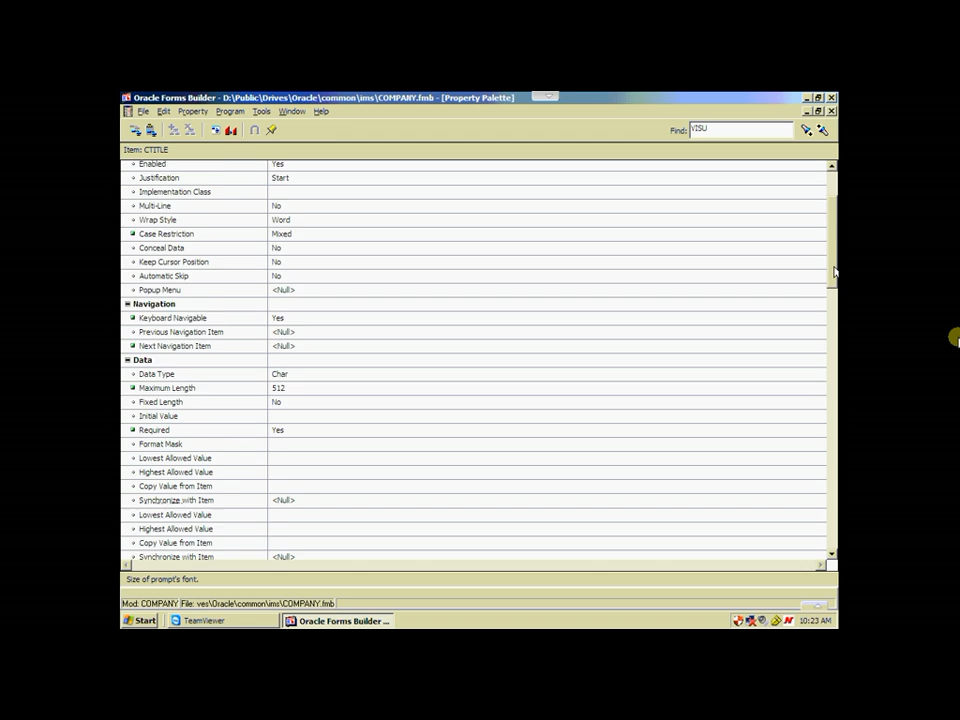 Oracle Forms Builder - D:\Public\Drives\Oracle\common\ims\COMPANY.fmb - [Property Palette]
File Edit Property Program Tools Window Help
Find: VISU
Item: CTITLE
Enabled Yes
Justification Start
Implementation Class
Multi-Line No
Wrap Style Word
Case Restriction Mixed
Conceal Data No
Keep Cursor Position No
Automatic Skip No
Popup Menu <Null>
Navigation
Keyboard Navigable Yes
Previous Navigation Item <Null>
Next Navigation Item <Null>
Data
Data Type Char
Maximum Length 512
Fixed Length No
Initial Value
Required Yes
Format Mask
Lowest Allowed Value
Highest Allowed Value
Copy Value from Item
Synchronize with Item <Null>
Lowest Allowed Value
Highest Allowed Value
Copy Value from Item
Synchronize with Item <Null>
Size of prompt's font.
Mod: COMPANY File: ves\Oracle\common\ims\COMPANY.fmb
Start TeamViewer Oracle Forms Builder ... 10:23 AM